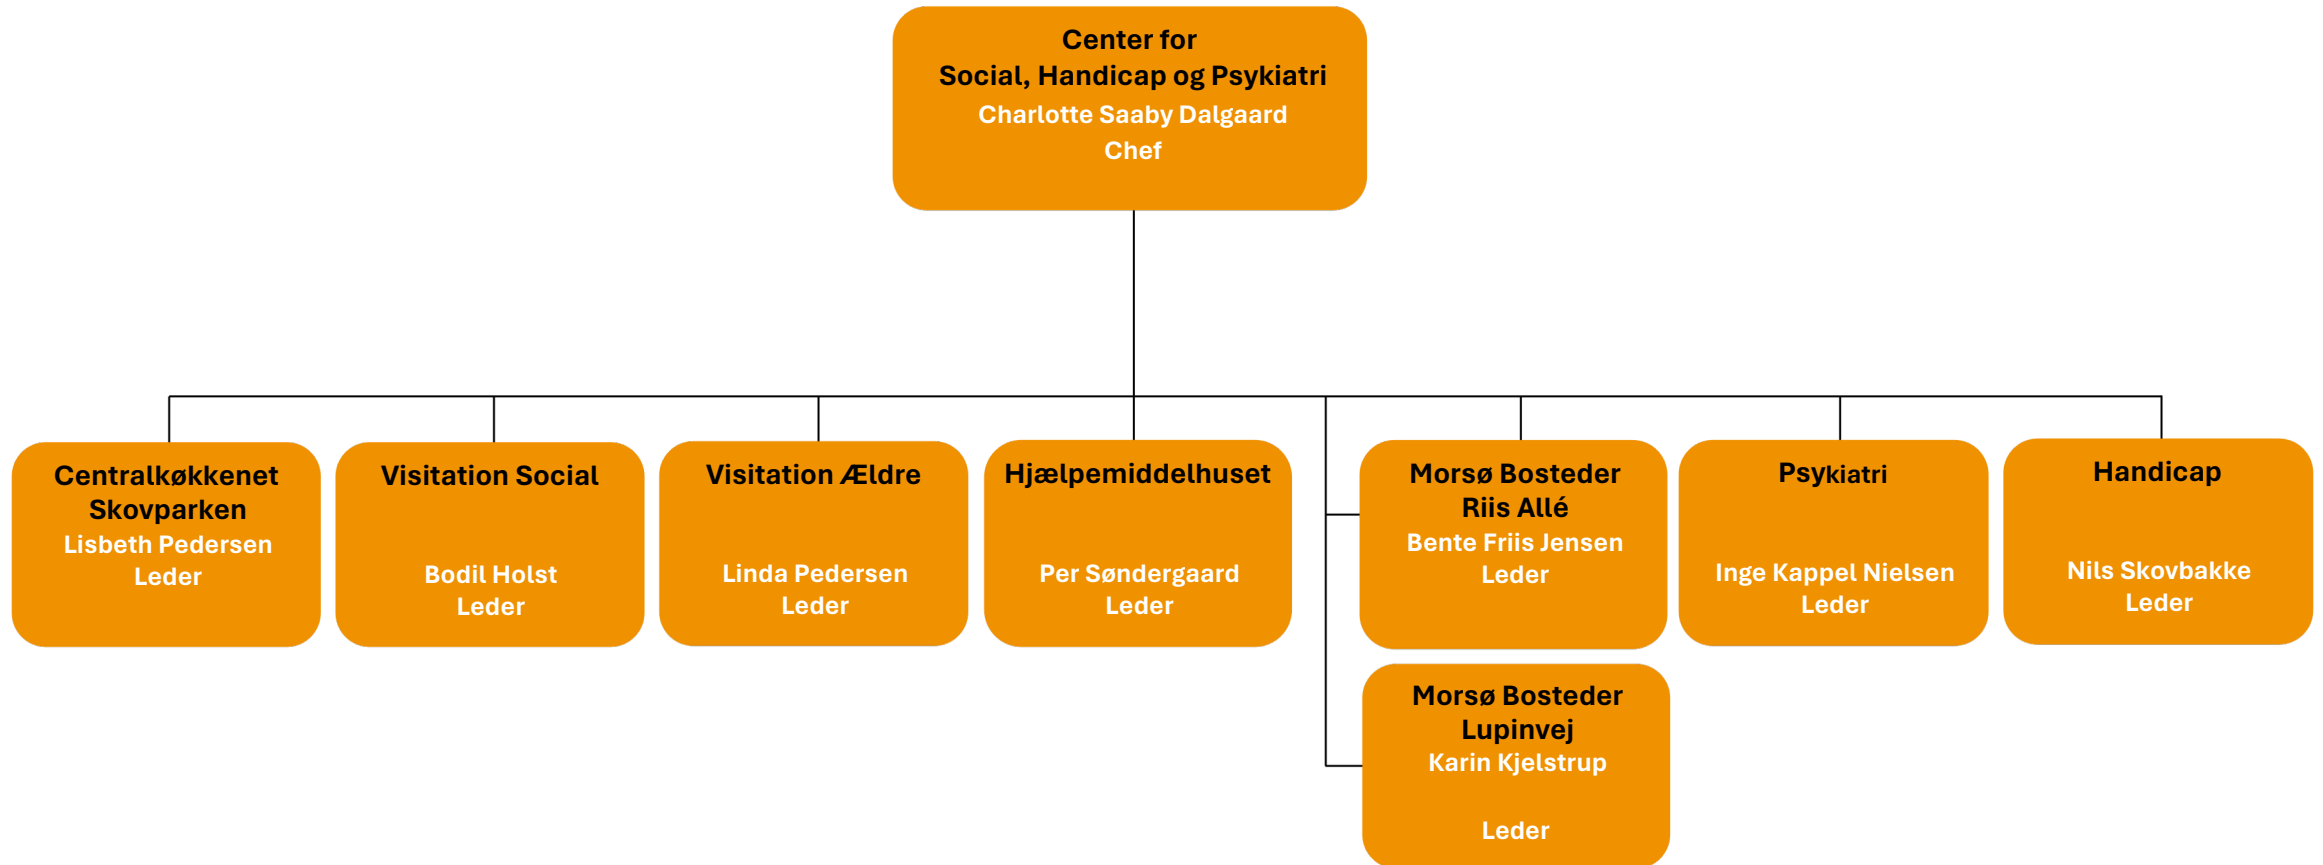 Center for
Social, Handicap og Psykiatri
Charlotte Saaby Dalgaard
Chef
Centralkøkkenet
Skovparken
Lisbeth Pedersen
Leder
Visitation Social
Bodil Holst
Leder
Visitation Ældre
Linda Pedersen
Leder
Hjælpemiddelhuset
Per Søndergaard
Leder
Morsø Bosteder
Riis Allé
Bente Friis Jensen
Leder
Psykiatri
Inge Kappel Nielsen
Leder
Handicap
Nils Skovbakke
Leder
Morsø Bosteder
Lupinvej
Karin Kjelstrup
Leder